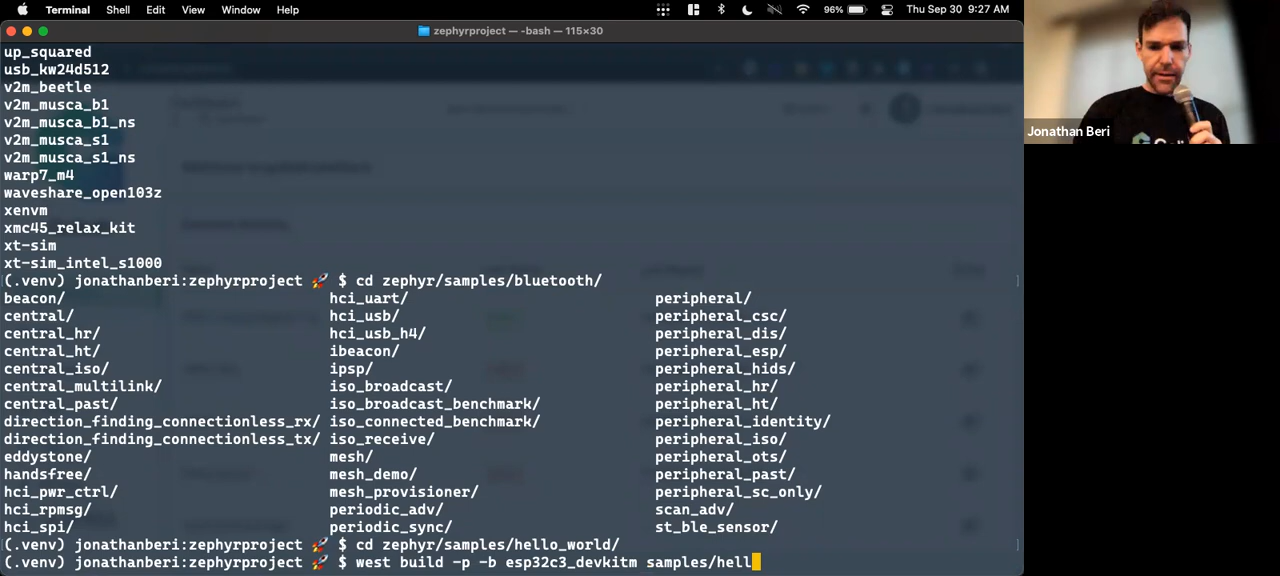 Terminal Shell Edit View Window Help 96% Thu Sep 30 9:27 AM
zephyrproject — -bash — 115×30
up_squared
usb_kw24d512
v2m_beetle
v2m_musca_b1
v2m_musca_b1_ns
v2m_musca_s1
v2m_musca_s1_ns
warp7_m4
waveshare_open103z
xenvm
xmc45_relax_kit
xt-sim
xt-sim_intel_s1000
(.venv) jonathanberi:zephyrproject 🚀 $ cd zephyr/samples/bluetooth/
beacon/ hci_uart/ peripheral/
central/ hci_usb/ peripheral_csc/
central_hr/ hci_usb_h4/ peripheral_dis/
central_ht/ ibeacon/ peripheral_esp/
central_iso/ ipsp/ peripheral_hids/
central_multilink/ iso_broadcast/ peripheral_hr/
central_past/ iso_broadcast_benchmark/ peripheral_ht/
direction_finding_connectionless_rx/ iso_connected_benchmark/ peripheral_identity/
direction_finding_connectionless_tx/ iso_receive/ peripheral_iso/
eddystone/ mesh/ peripheral_ots/
handsfree/ mesh_demo/ peripheral_past/
hci_pwr_ctrl/ mesh_provisioner/ peripheral_sc_only/
hci_rpmsg/ periodic_adv/ scan_adv/
hci_spi/ periodic_sync/ st_ble_sensor/
(.venv) jonathanberi:zephyrproject 🚀 $ cd zephyr/samples/hello_world/
(.venv) jonathanberi:zephyrproject 🚀 $ west build -p -b esp32c3_devkitm samples/hell
Jonathan Beri